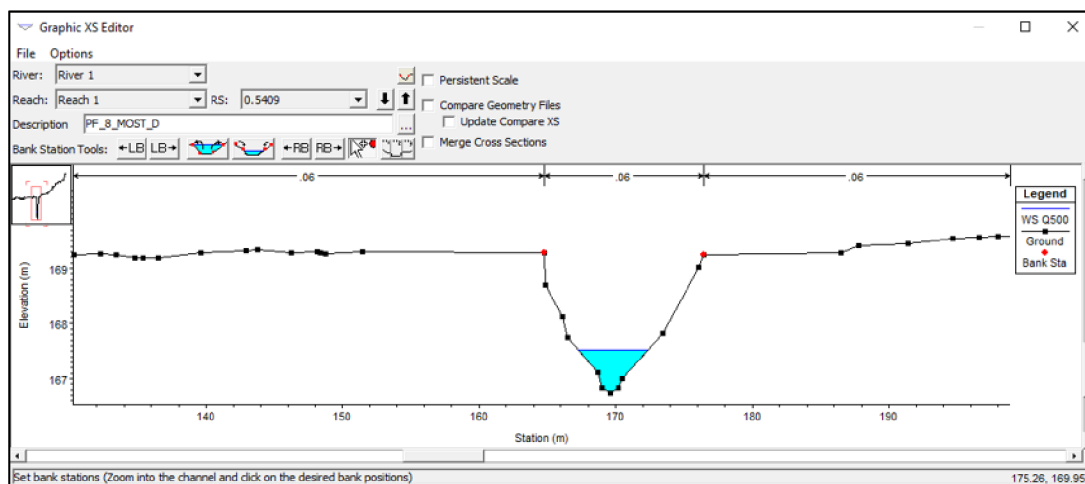 Graphic XS Editor
File Options
River: River 1
Persistent Scale
Reach: Reach 1 RS: 0.5409
Compare Geometry Files
Update Compare XS
Description PF_8_MOST_D ...
Merge Cross Sections
Bank Station Tools: ←LB LB→ ←RB RB→
.06 .06 .06
Legend
WS Q500
Ground
Bank Sta
Elevation (m)
169
168
167
140 150 160 170 180 190
Station (m)
Set bank stations (Zoom into the channel and click on the desired bank positions) 175.26, 169.95